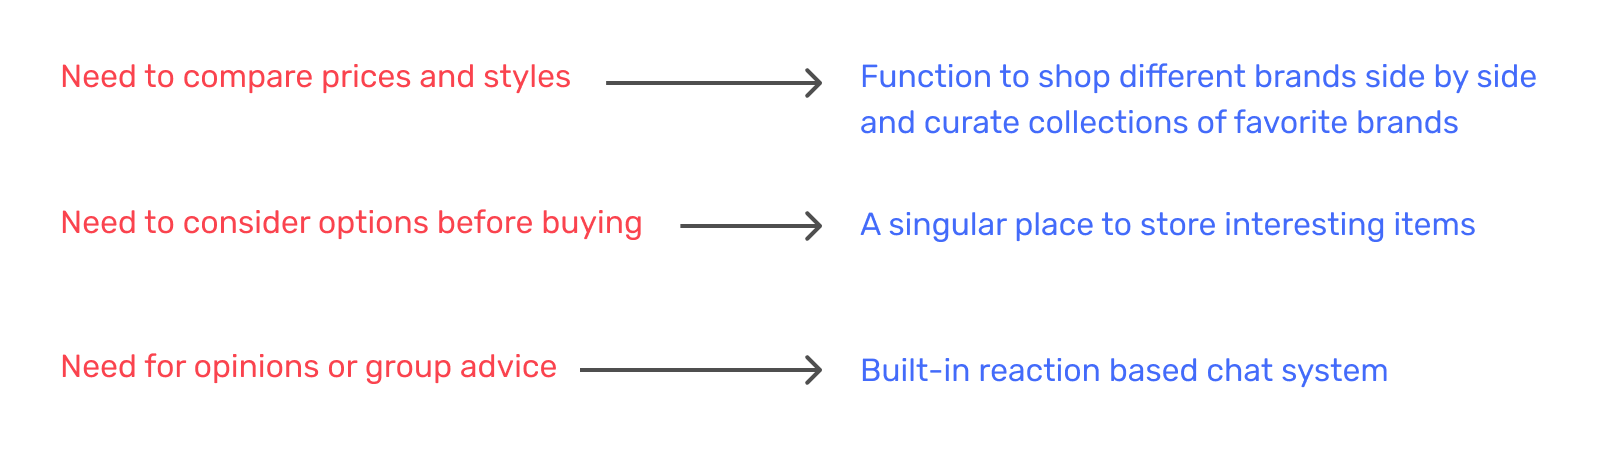 Need to compare prices and styles
Function to shop different brands side by side
and curate collections of favorite brands
Need to consider options before buying
A singular place to store interesting items
Need for opinions or group advice
Built-in reaction based chat system